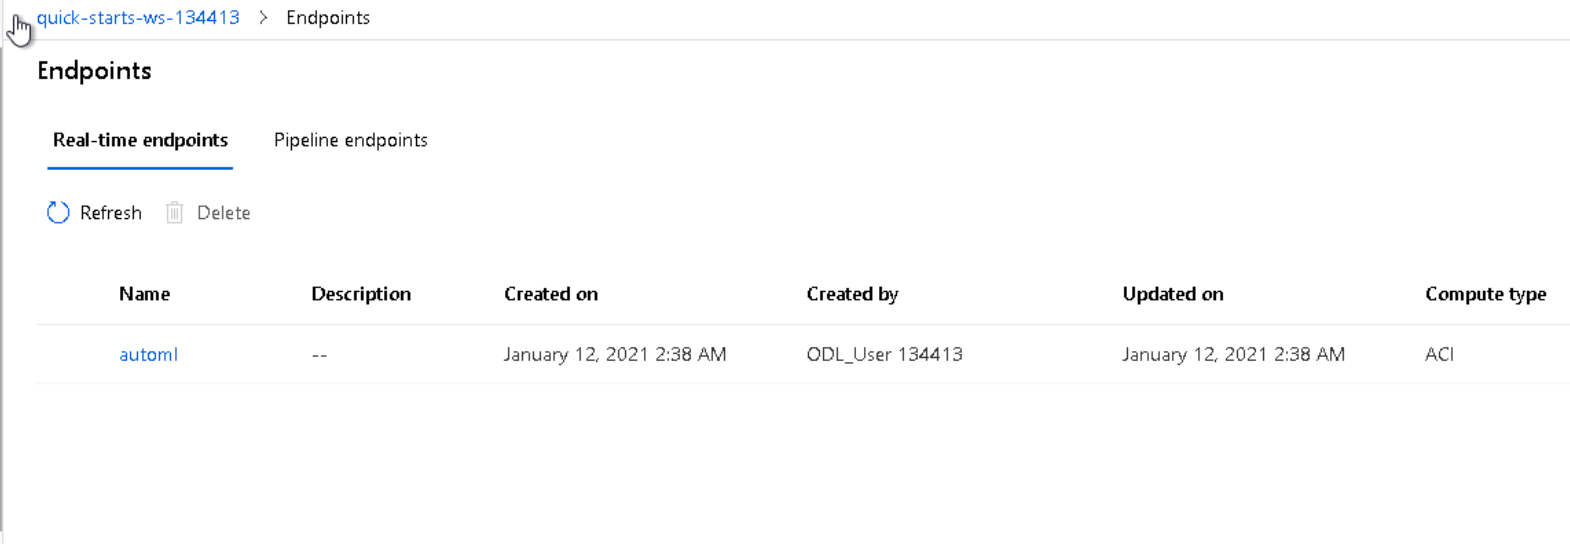 quick-starts-ws-134413 > Endpoints
Endpoints
Real-time endpoints Pipeline endpoints
Refresh Delete
Name Description Created on Created by Updated on Compute type
automl -- January 12, 2021 2:38 AM ODL_User 134413 January 12, 2021 2:38 AM ACI